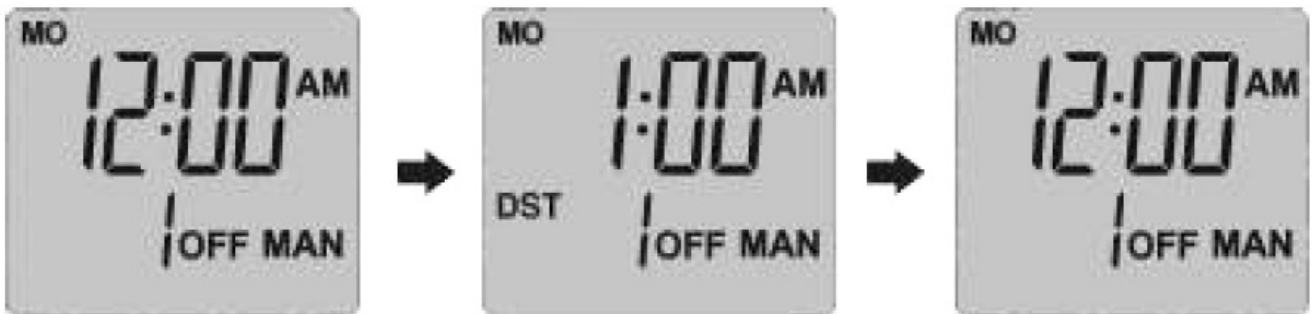 MO
12:00 AM
1 OFF MAN
MO
1:00 AM
DST 1 OFF MAN
MO
12:00 AM
1 OFF MAN